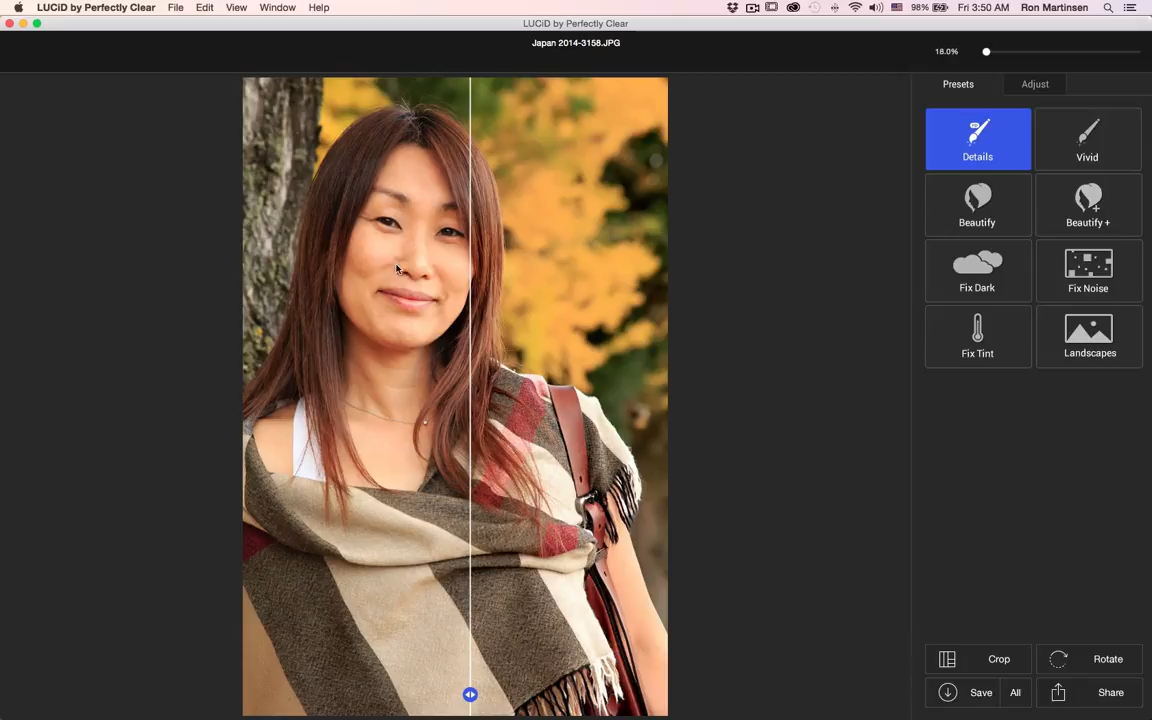 LUCiD by Perfectly Clear File Edit View Window Help 98% Fri 3:50 AM Ron Martinsen
LUCiD by Perfectly Clear
Japan 2014-3158.JPG
18.0%
Presets Adjust
Details Vivid
Beautify Beautify +
Fix Dark Fix Noise
Fix Tint Landscapes
Crop Rotate
Save All Share